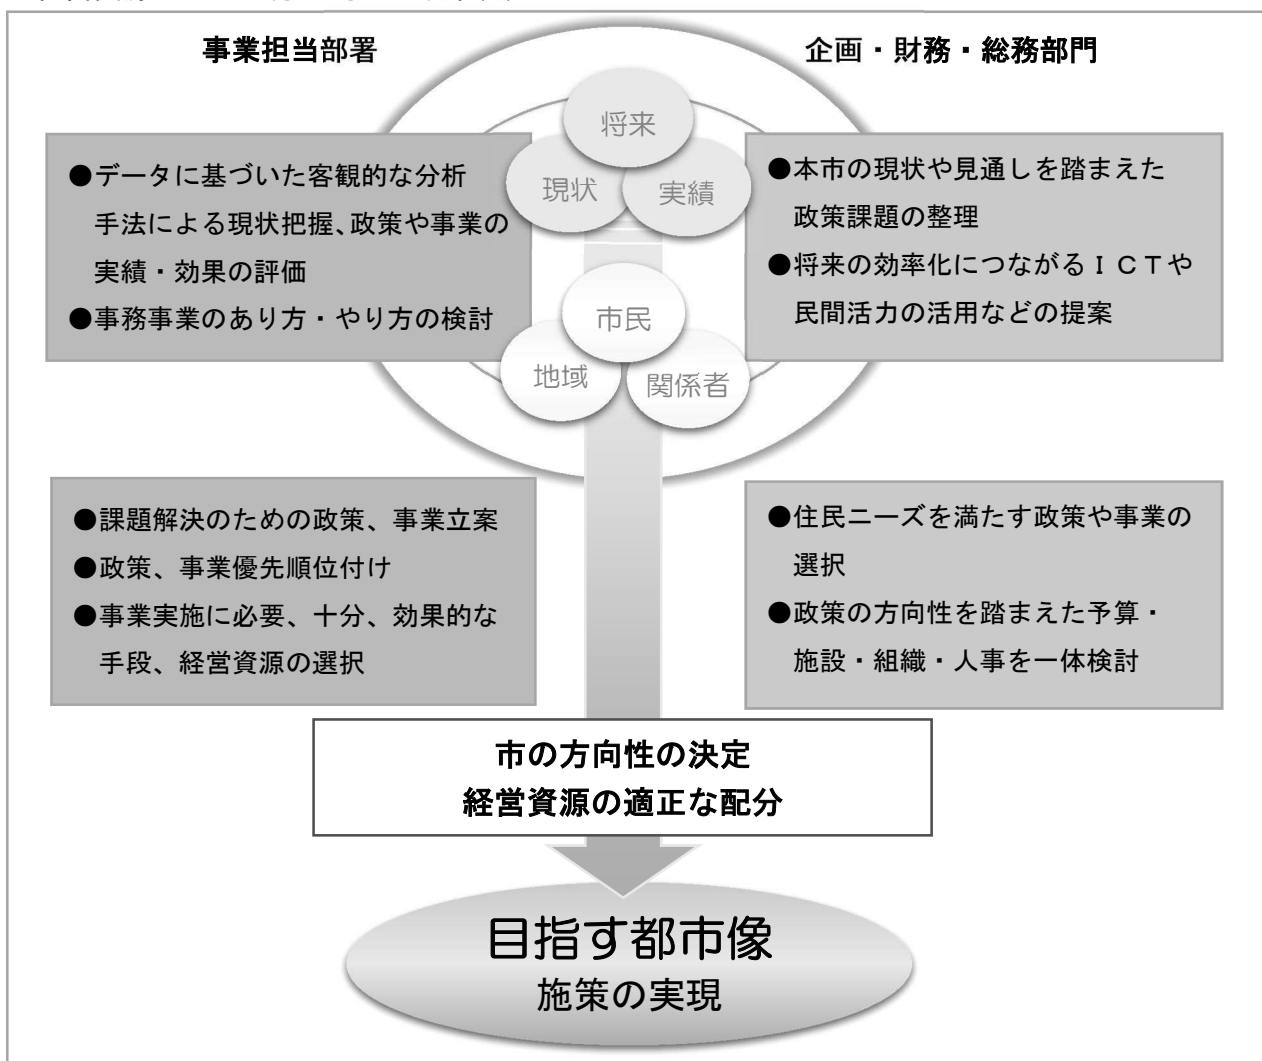 事業担当部署
企画・財務・総務部門
将来
現状
実績
●データに基づいた客観的な分析
手法による現状把握、政策や事業の
実績・効果の評価
●事務事業のあり方・やり方の検討
●本市の現状や見通しを踏まえた
政策課題の整理
●将来の効率化につながるＩＣＴや
民間活力の活用などの提案
市民
地域
関係者
●課題解決のための政策、事業立案
●政策、事業優先順位付け
●事業実施に必要、十分、効果的な
手段、経営資源の選択
●住民ニーズを満たす政策や事業の
選択
●政策の方向性を踏まえた予算・
施設・組織・人事を一体検討
市の方向性の決定
経営資源の適正な配分
目指す都市像
施策の実現